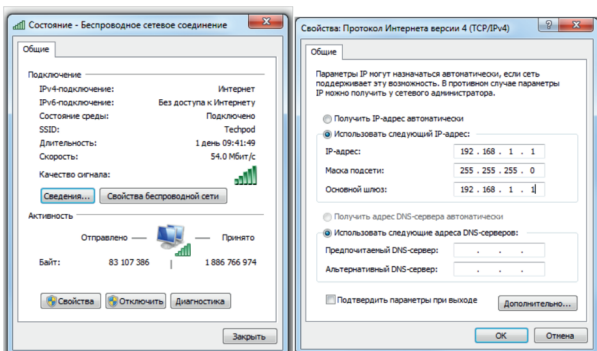 Состояние - Беспроводное сетевое соединение
Общие
Подключение
IPv4-подключение: Интернет
IPv6-подключение: Без доступа к Интернету
Состояние среды: Подключено
SSID: Techpod
Длительность: 1 день 09:41:49
Скорость: 54.0 Мбит/с
Качество сигнала:
Сведения... Свойства беспроводной сети
Активность
Отправлено — — Принято
Байт: 83 107 386 | 1 886 766 974
Свойства Отключить Диагностика
Закрыть
Свойства: Протокол Интернета версии 4 (TCP/IPv4)
Общие
Параметры IP могут назначаться автоматически, если сеть
поддерживает эту возможность. В противном случае параметры
IP можно получить у сетевого администратора.
Получить IP-адрес автоматически
Использовать следующий IP-адрес:
IP-адрес: 192 . 168 . 1 . 1
Маска подсети: 255 . 255 . 255 . 0
Основной шлюз: 192 . 168 . 1 . 1
Получить адрес DNS-сервера автоматически
Использовать следующие адреса DNS-серверов:
Предпочитаемый DNS-сервер: . . .
Альтернативный DNS-сервер: . . .
Подтвердить параметры при выходе Дополнительно...
ОК Отмена